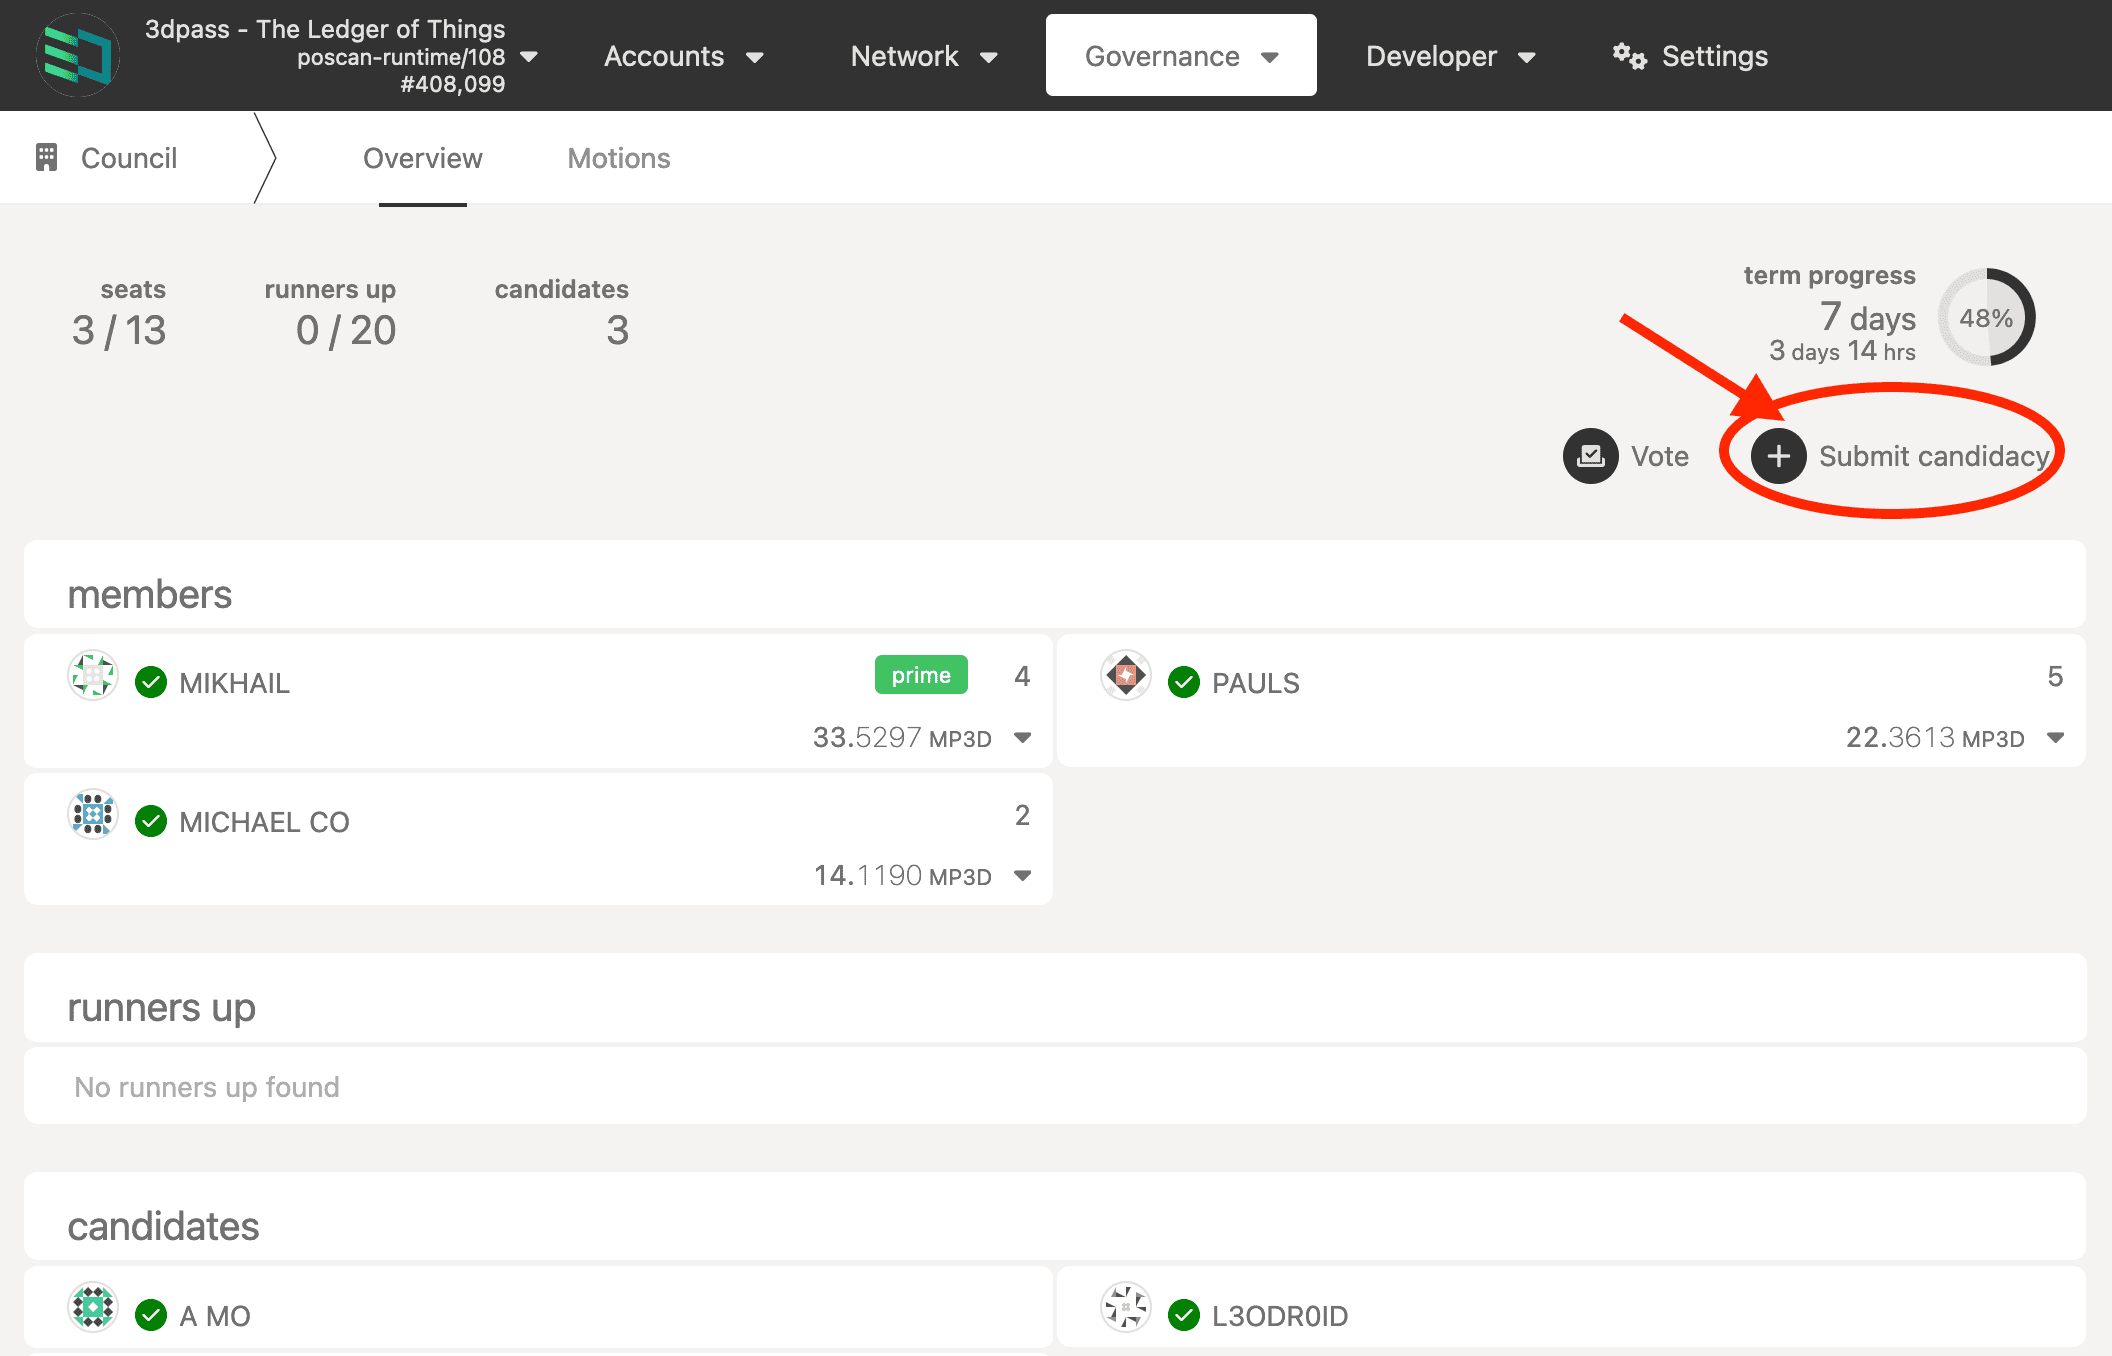 3dpass - The Ledger of Things
poscan-runtime/108
#408,099
Accounts
Network
Governance
Developer
Settings
Council
Overview
Motions
seats
3 / 13
runners up
0 / 20
candidates
3
term progress
7 days
3 days 14 hrs
48%
Vote
Submit candidacy
members
MIKHAIL
prime
4
33.5297 MP3D
PAULS
5
22.3613 MP3D
MICHAEL CO
2
14.1190 MP3D
runners up
No runners up found
candidates
A MO
L3ODR0ID